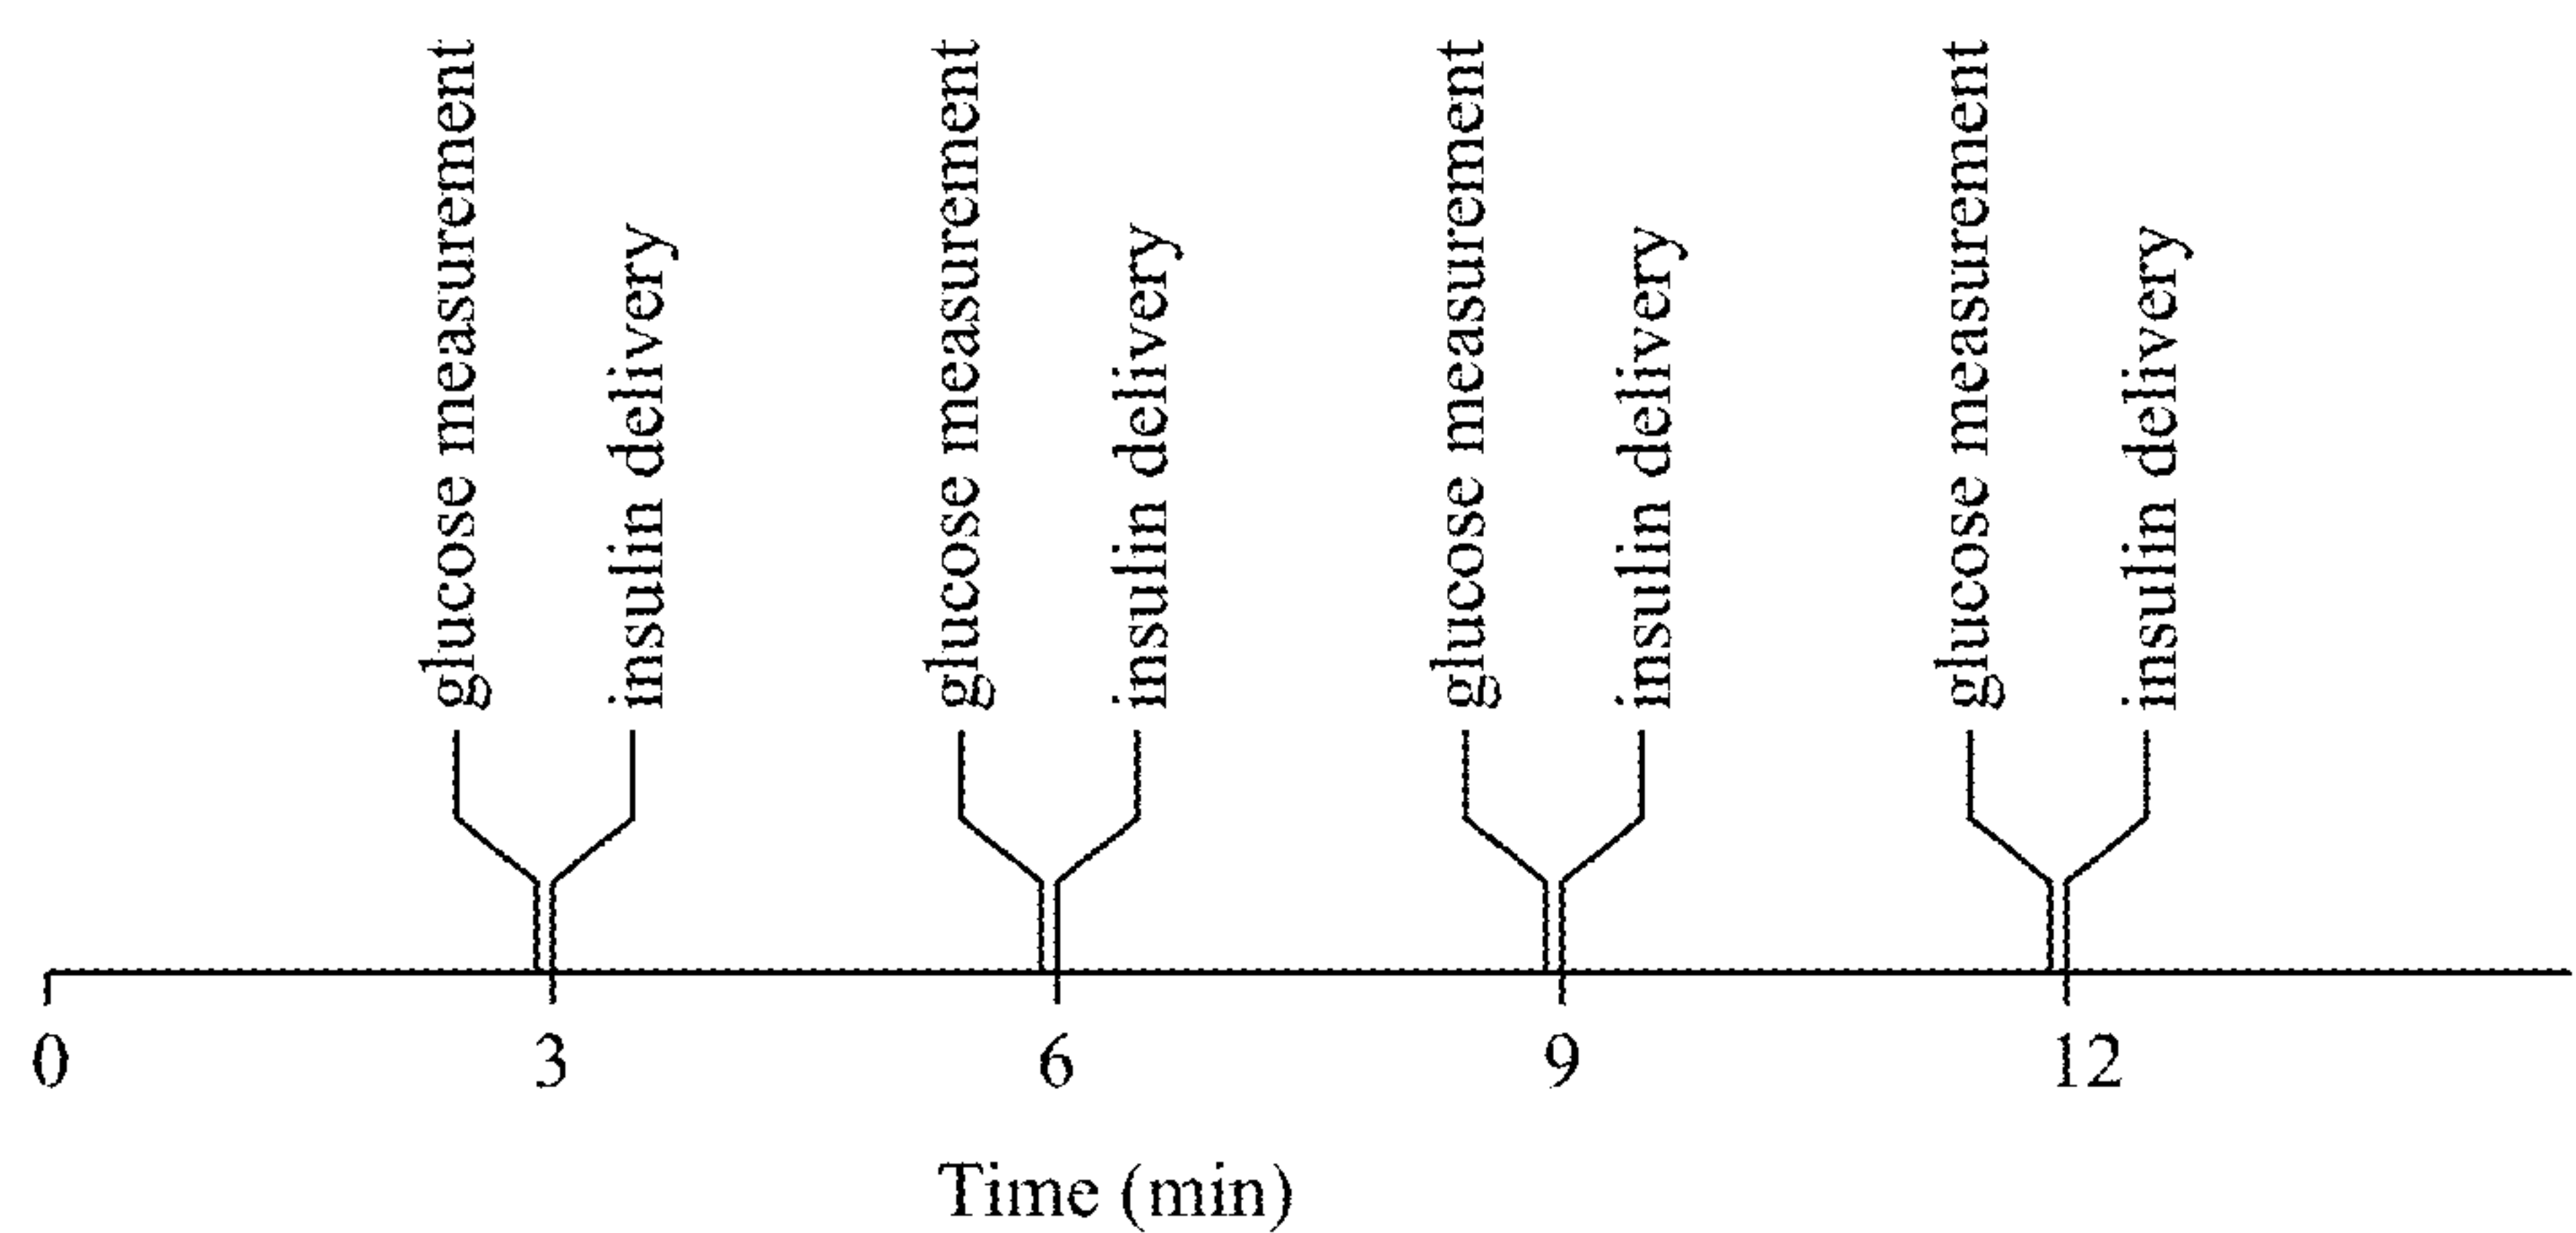 glucose measurement
insulin delivery
glucose measurement
insulin delivery
glucose measurement
insulin delivery
glucose measurement
insulin delivery
0
3
6
9
12
Time (min)